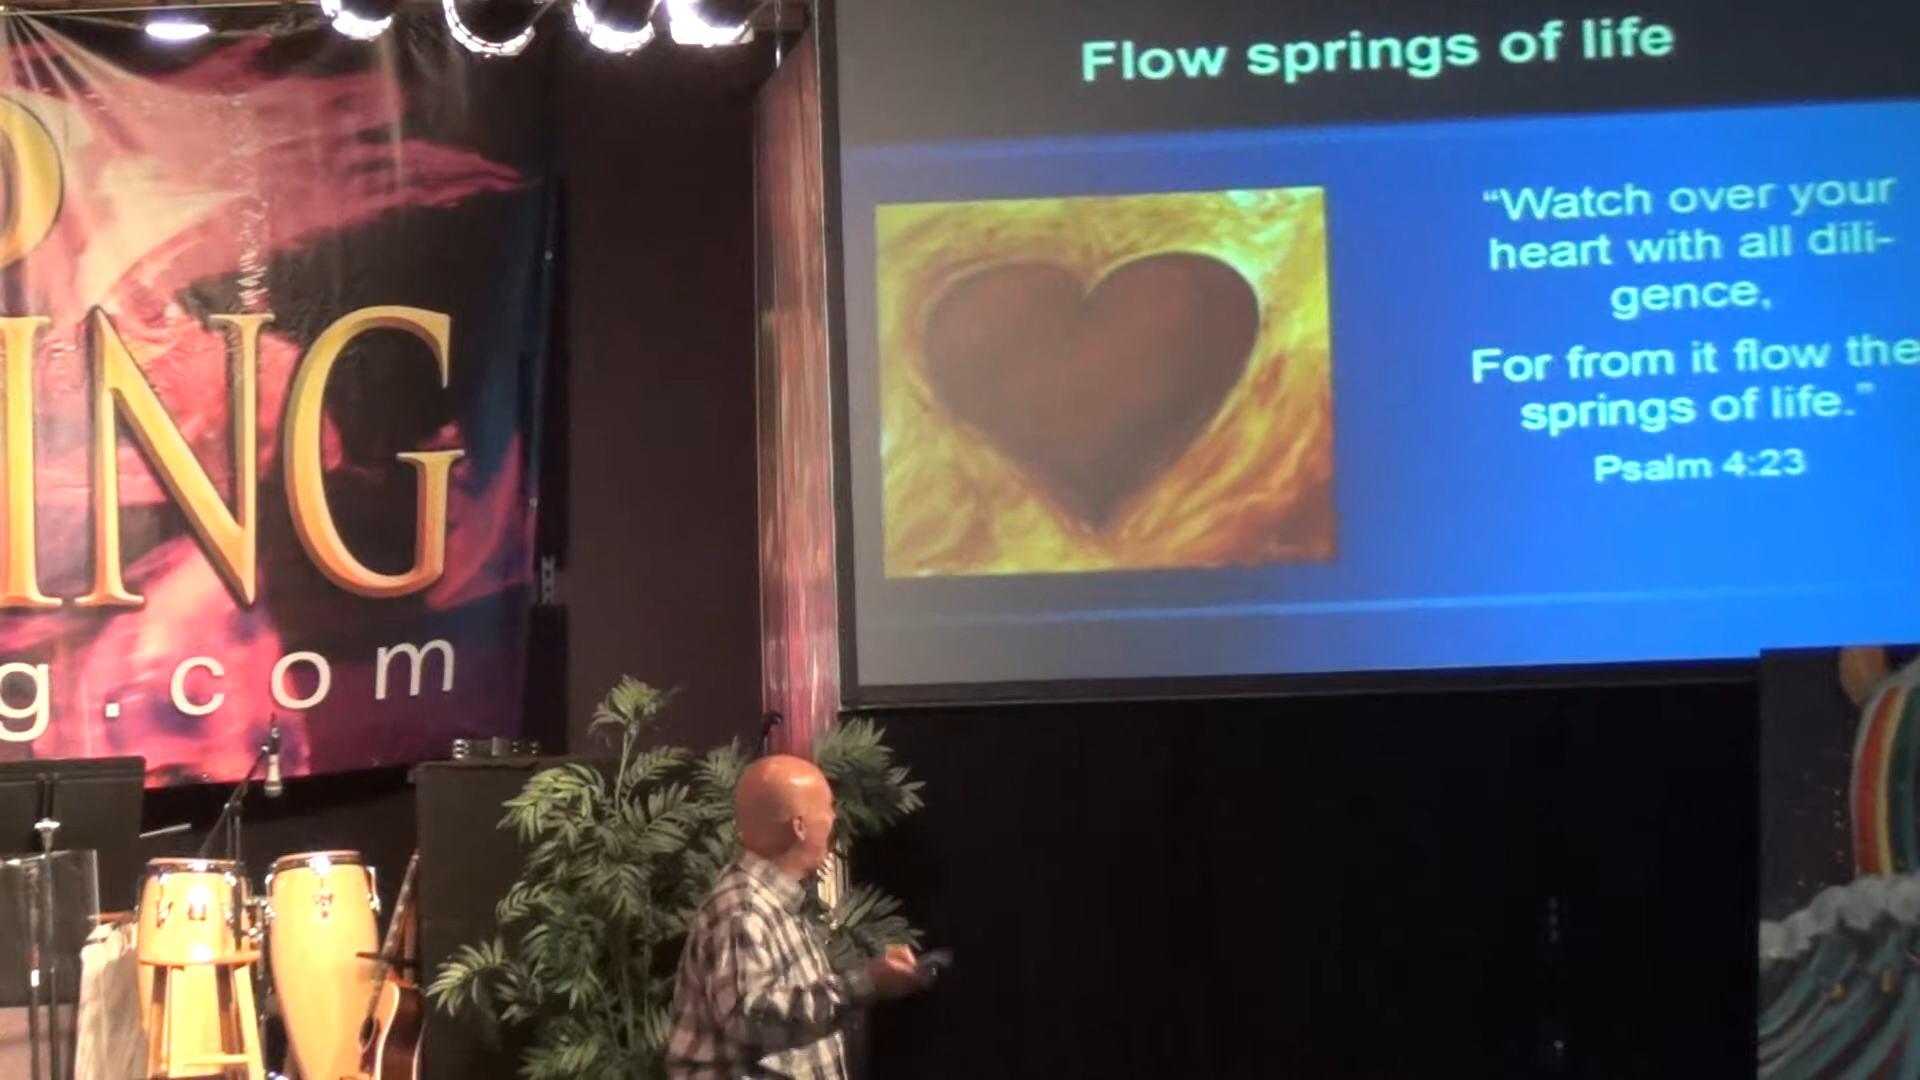 ING
g.com
Flow springs of life
“Watch over your
heart with all dili-
gence,
For from it flow the
springs of life.”
Psalm 4:23